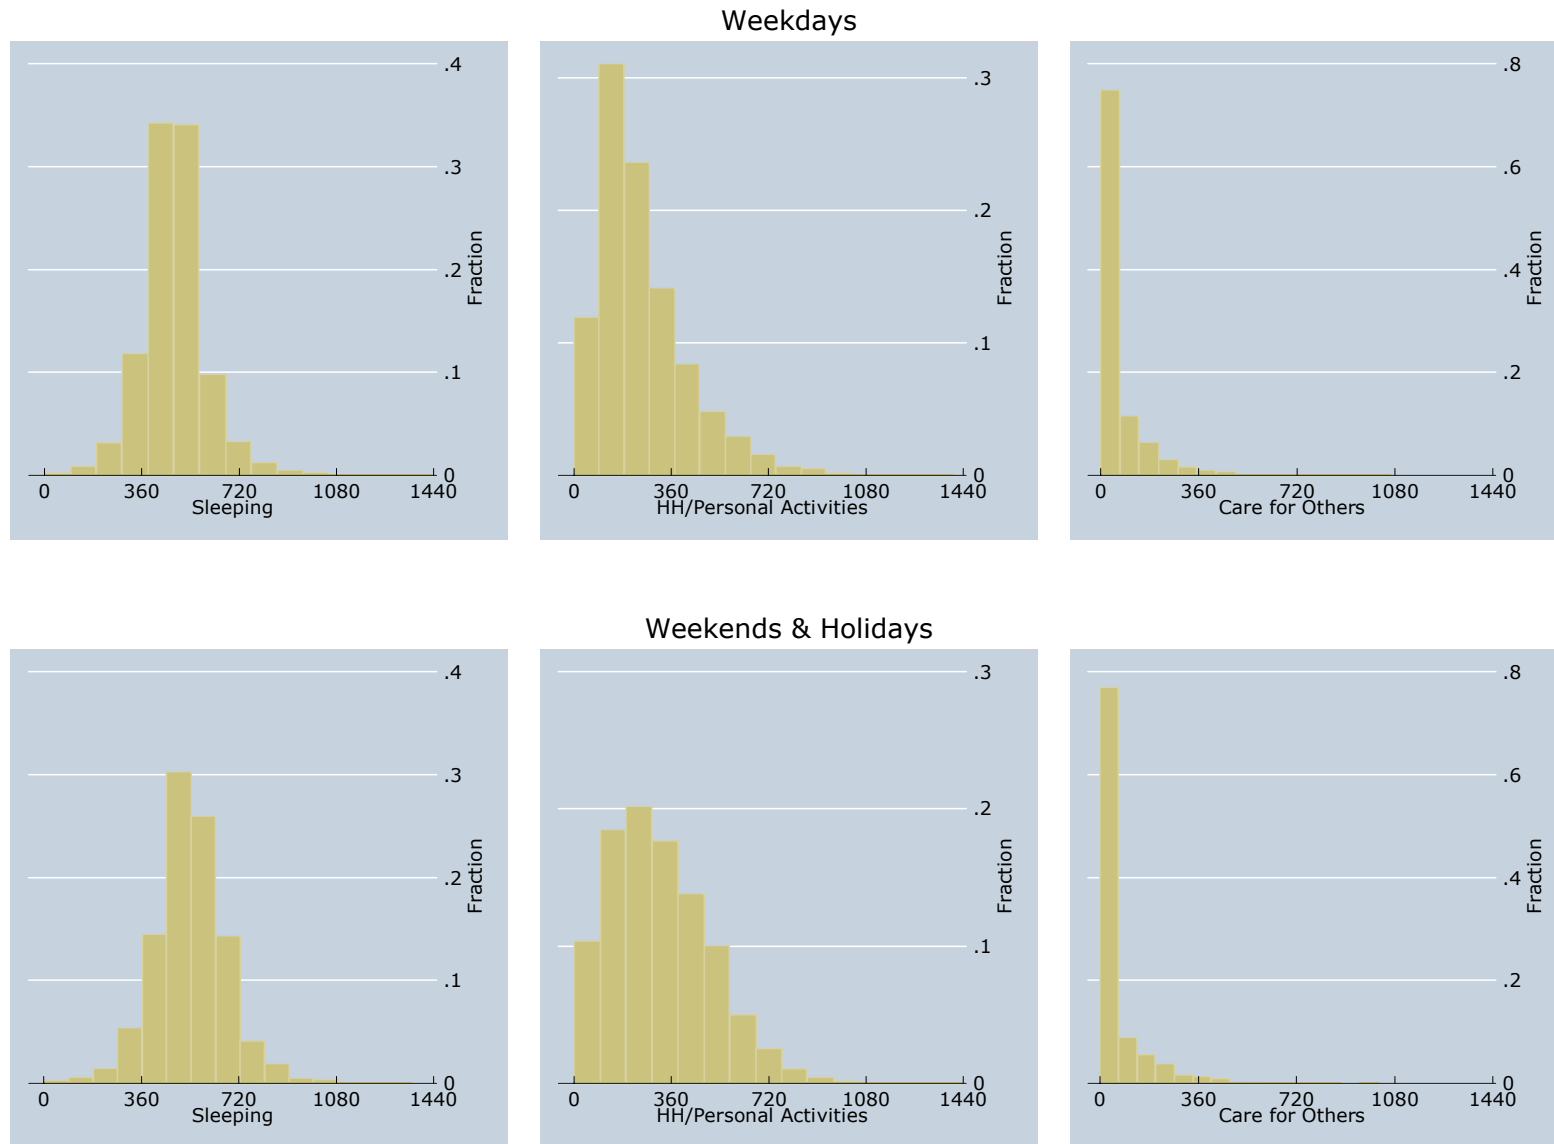 Weekdays
.4
.3
.2
.1
0
Fraction
0 360 720 1080 1440
Sleeping
.3
.2
.1
0
Fraction
0 360 720 1080 1440
HH/Personal Activities
.8
.6
.4
.2
0
Fraction
0 360 720 1080 1440
Care for Others
Weekends & Holidays
.4
.3
.2
.1
0
Fraction
0 360 720 1080 1440
Sleeping
.3
.2
.1
0
Fraction
0 360 720 1080 1440
HH/Personal Activities
.8
.6
.4
.2
0
Fraction
0 360 720 1080 1440
Care for Others